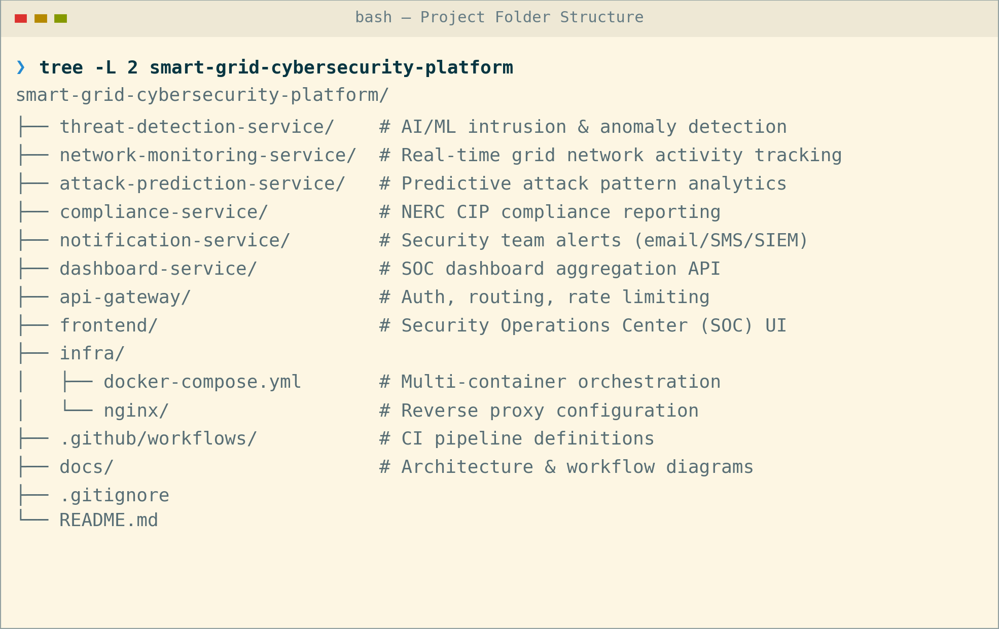 bash — Project Folder Structure
❯ tree -L 2 smart-grid-cybersecurity-platform
smart-grid-cybersecurity-platform/
├── threat-detection-service/    # AI/ML intrusion & anomaly detection
├── network-monitoring-service/  # Real-time grid network activity tracking
├── attack-prediction-service/   # Predictive attack pattern analytics
├── compliance-service/          # NERC CIP compliance reporting
├── notification-service/        # Security team alerts (email/SMS/SIEM)
├── dashboard-service/           # SOC dashboard aggregation API
├── api-gateway/                 # Auth, routing, rate limiting
├── frontend/                    # Security Operations Center (SOC) UI
├── infra/
│   ├── docker-compose.yml       # Multi-container orchestration
│   └── nginx/                   # Reverse proxy configuration
├── .github/workflows/           # CI pipeline definitions
├── docs/                        # Architecture & workflow diagrams
├── .gitignore
└── README.md